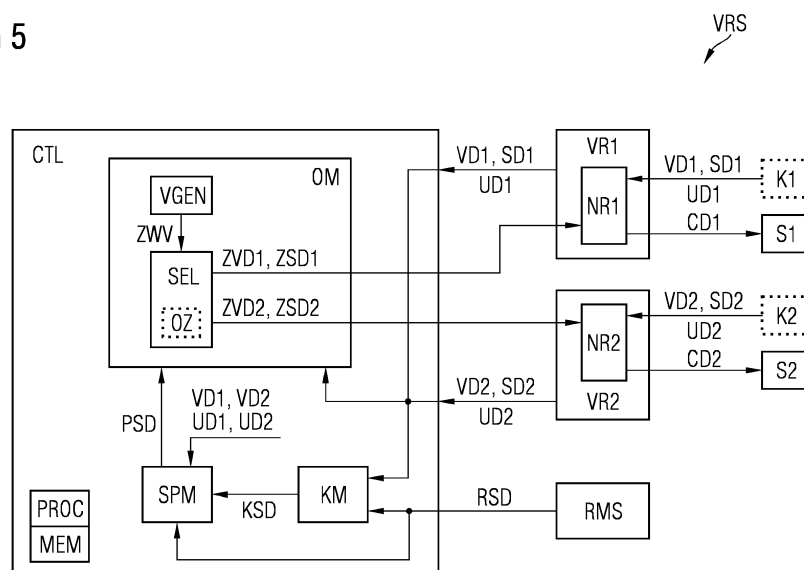 5
VRS
CTL
OM
VGEN
ZWV
SEL
OZ
ZVD1, ZSD1
ZVD2, ZSD2
VD1, SD1
UD1
VR1
NR1
VD1, SD1
UD1
CD1
K1
S1
VD2, SD2
UD2
CD2
K2
S2
NR2
VR2
VD2, SD2
UD2
PSD
VD1, VD2
UD1, UD2
SPM
KSD
KM
RSD
RMS
PROC
MEM